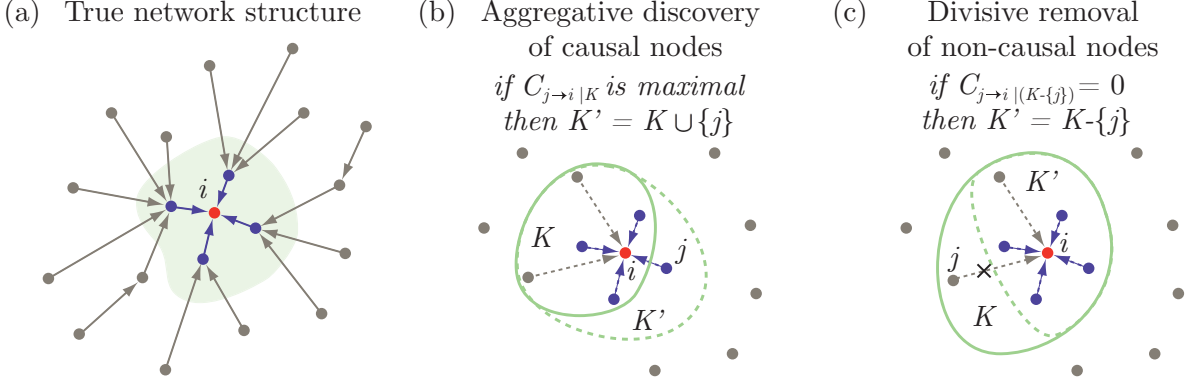 (a) True network structure
i
(b) Aggregative discovery
of causal nodes
if C_{j→i |K} is maximal
then K' = K ∪ {j}
K
j
i
K'
(c) Divisive removal
of non-causal nodes
if C_{j→i |(K-{j})} = 0
then K' = K-{j}
K'
i
j
K